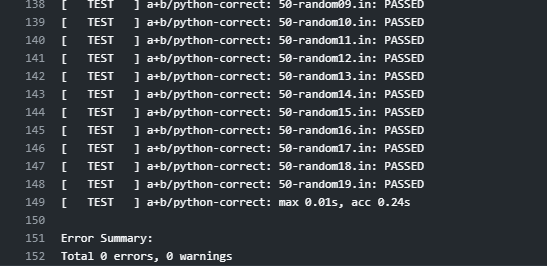 138 [   TEST   ] a+b/python-correct: 50-random09.in: PASSED
139 [   TEST   ] a+b/python-correct: 50-random10.in: PASSED
140 [   TEST   ] a+b/python-correct: 50-random11.in: PASSED
141 [   TEST   ] a+b/python-correct: 50-random12.in: PASSED
142 [   TEST   ] a+b/python-correct: 50-random13.in: PASSED
143 [   TEST   ] a+b/python-correct: 50-random14.in: PASSED
144 [   TEST   ] a+b/python-correct: 50-random15.in: PASSED
145 [   TEST   ] a+b/python-correct: 50-random16.in: PASSED
146 [   TEST   ] a+b/python-correct: 50-random17.in: PASSED
147 [   TEST   ] a+b/python-correct: 50-random18.in: PASSED
148 [   TEST   ] a+b/python-correct: 50-random19.in: PASSED
149 [   TEST   ] a+b/python-correct: max 0.01s, acc 0.24s
150
151 Error Summary:
152 Total 0 errors, 0 warnings